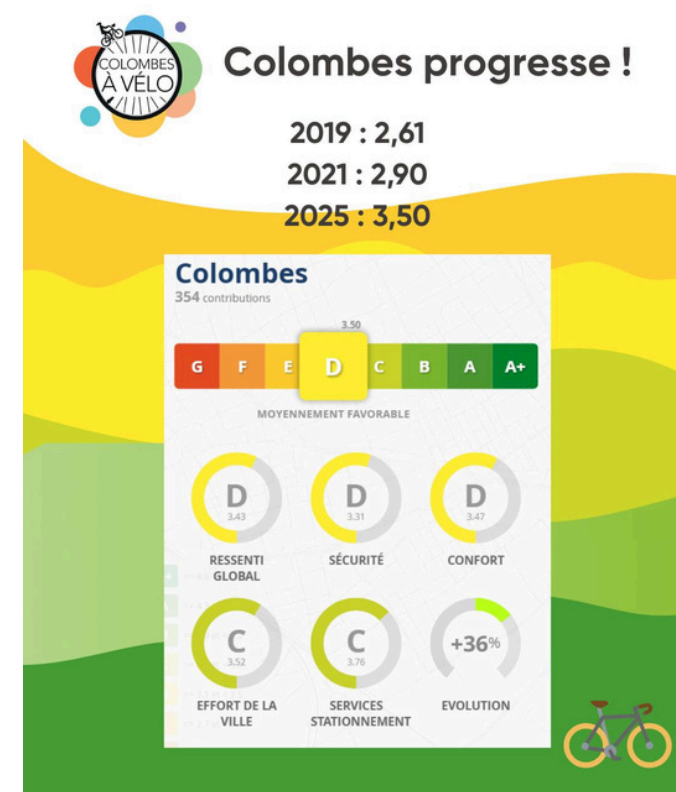 COLOMBES
À VÉLO
Colombes progresse !
2019 : 2,61
2021 : 2,90
2025 : 3,50
Colombes
354 contributions
3.50
G F E D C B A A+
MOYENNEMENT FAVORABLE
D D D
3.43 3.31 3.47
RESSENTI GLOBAL
SÉCURITÉ
CONFORT
C C +36%
3.52 3.76
EFFORT DE LA VILLE
SERVICES STATIONNEMENT
EVOLUTION